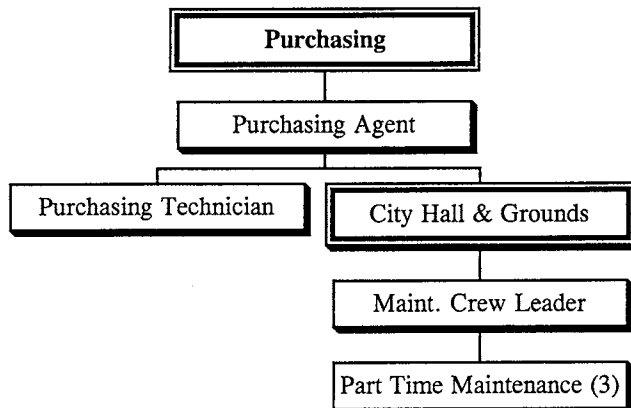 Purchasing
Purchasing Agent
Purchasing Technician
City Hall & Grounds
Maint. Crew Leader
Part Time Maintenance (3)